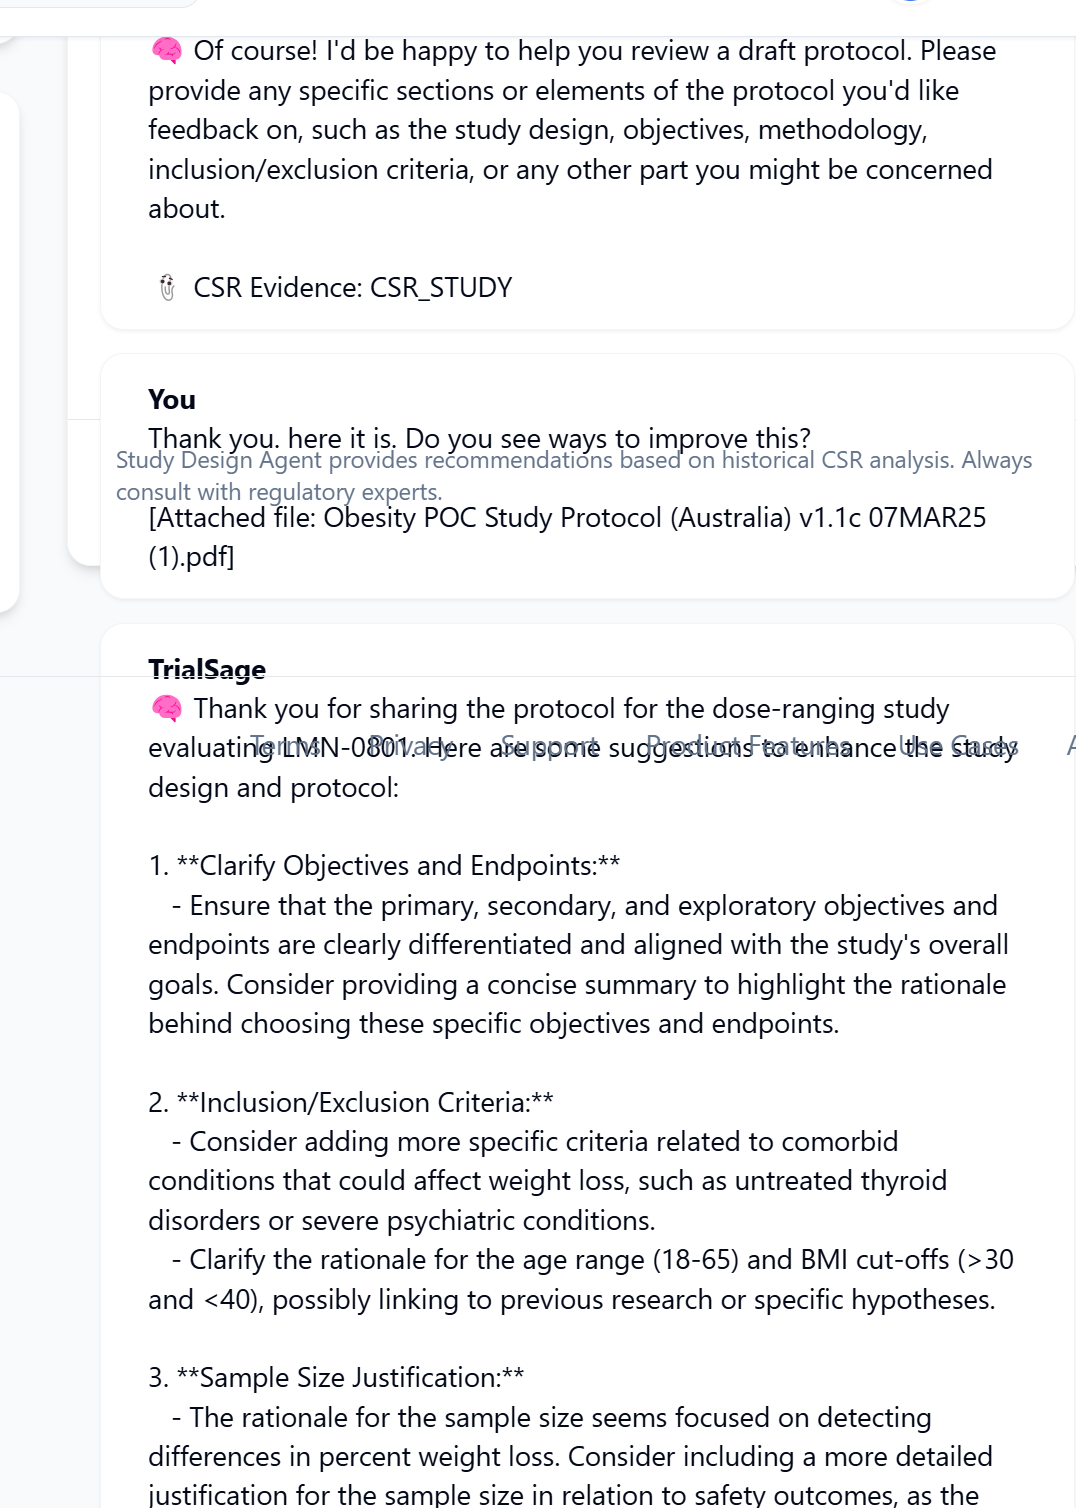 🧠 Of course! I'd be happy to help you review a draft protocol. Please
provide any specific sections or elements of the protocol you'd like
feedback on, such as the study design, objectives, methodology,
inclusion/exclusion criteria, or any other part you might be concerned
about.
CSR Evidence: CSR_STUDY
You
Thank you. here it is. Do you see ways to improve this?
Study Design Agent provides recommendations based on historical CSR analysis. Always
consult with regulatory experts.
[Attached file: Obesity POC Study Protocol (Australia) v1.1c 07MAR25
(1).pdf]
TrialSage
🧠 Thank you for sharing the protocol for the dose-ranging study
evaluating LMN-0801. Here are some suggestions to enhance the study
Terms Privacy Support Product Features Use Cases A
design and protocol:
1. **Clarify Objectives and Endpoints:**
- Ensure that the primary, secondary, and exploratory objectives and
endpoints are clearly differentiated and aligned with the study's overall
goals. Consider providing a concise summary to highlight the rationale
behind choosing these specific objectives and endpoints.
2. **Inclusion/Exclusion Criteria:**
- Consider adding more specific criteria related to comorbid
conditions that could affect weight loss, such as untreated thyroid
disorders or severe psychiatric conditions.
- Clarify the rationale for the age range (18-65) and BMI cut-offs (>30
and <40), possibly linking to previous research or specific hypotheses.
3. **Sample Size Justification:**
- The rationale for the sample size seems focused on detecting
differences in percent weight loss. Consider including a more detailed
justification for the sample size in relation to safety outcomes, as the